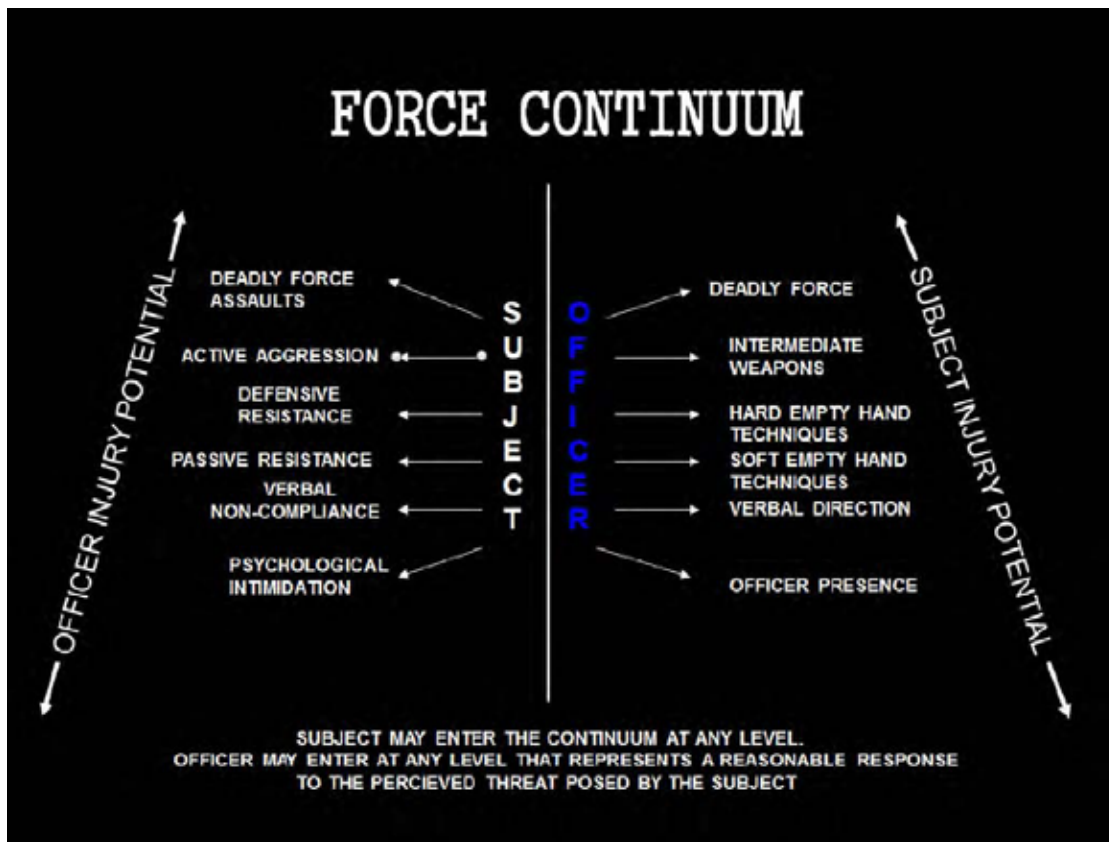 FORCE CONTINUUM
OFFICER INJURY POTENTIAL
DEADLY FORCE
ASSAULTS
ACTIVE AGGRESSION
DEFENSIVE
RESISTANCE
PASSIVE RESISTANCE
VERBAL
NON-COMPLIANCE
PSYCHOLOGICAL
INTIMIDATION
SUBJECT
OFFICER
DEADLY FORCE
INTERMEDIATE
WEAPONS
HARD EMPTY HAND
TECHNIQUES
SOFT EMPTY HAND
TECHNIQUES
VERBAL DIRECTION
OFFICER PRESENCE
SUBJECT INJURY POTENTIAL
SUBJECT MAY ENTER THE CONTINUUM AT ANY LEVEL.
OFFICER MAY ENTER AT ANY LEVEL THAT REPRESENTS A REASONABLE RESPONSE
TO THE PERCIEVED THREAT POSED BY THE SUBJECT